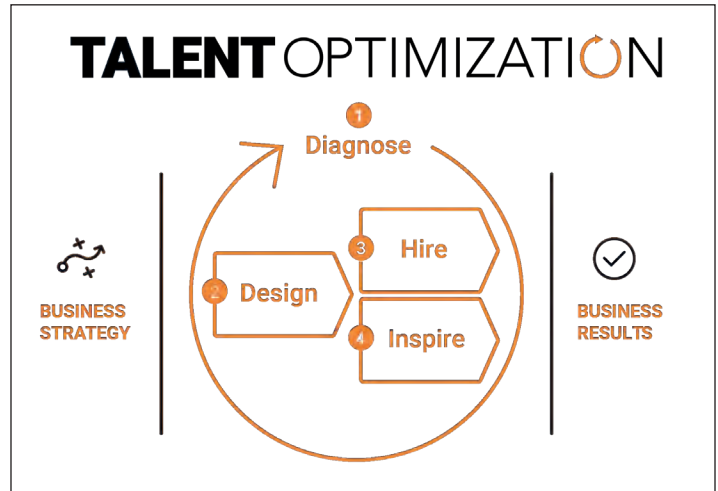 TALENT OPTIMIZATION
1
Diagnose
3
Hire
2
Design
4
Inspire
BUSINESS
STRATEGY
BUSINESS
RESULTS